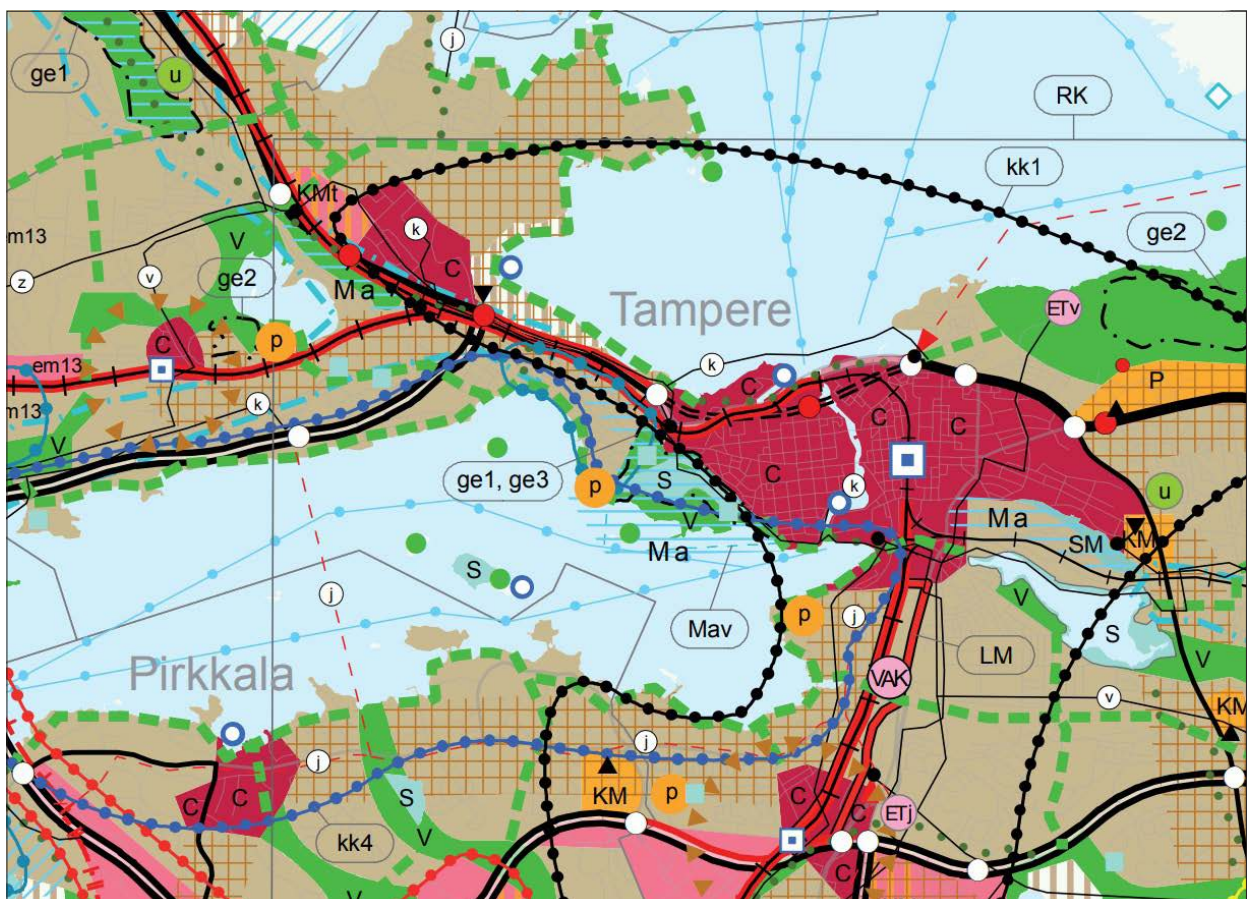 j
ge1
u
RK
kk1
KMt
em13
V
k
ge2
z
v
ge2
C
Ma
Tampere
ETv
C
p
em13
k
C
P
m13
k
C
C
V
ge1, ge3
S
C
k
u
p
V
Ma
Ma
SM
KM
S
j
p
j
V
S
Mav
LM
V
Pirkkala
VAK
v
KM
j
j
C
C
S
KM
p
C
C
ETj
kk4
V
C
V